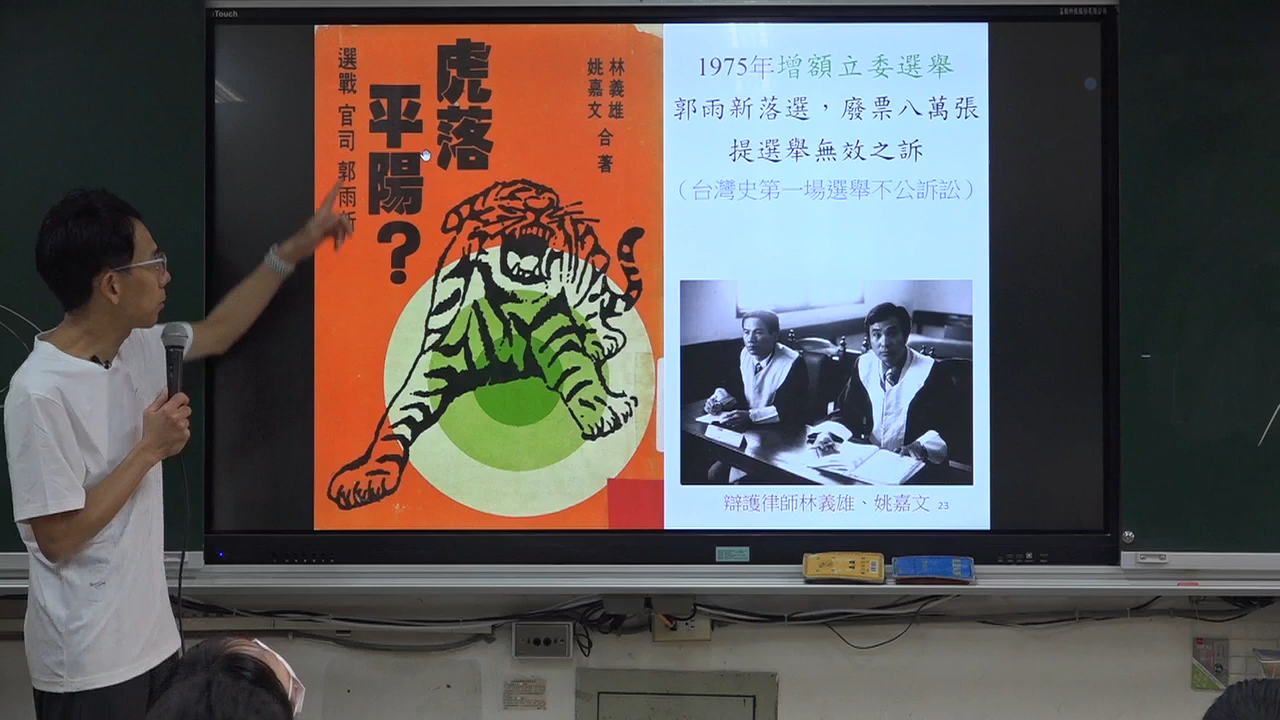 iTouch
林義雄
姚嘉文
合著
虎落
平陽？
選戰 官司 郭雨新
1975年增額立委選舉
郭雨新落選，廢票八萬張
提選舉無效之訴
（台灣史第一場選舉不公訴訟）
辯護律師林義雄、姚嘉文 23